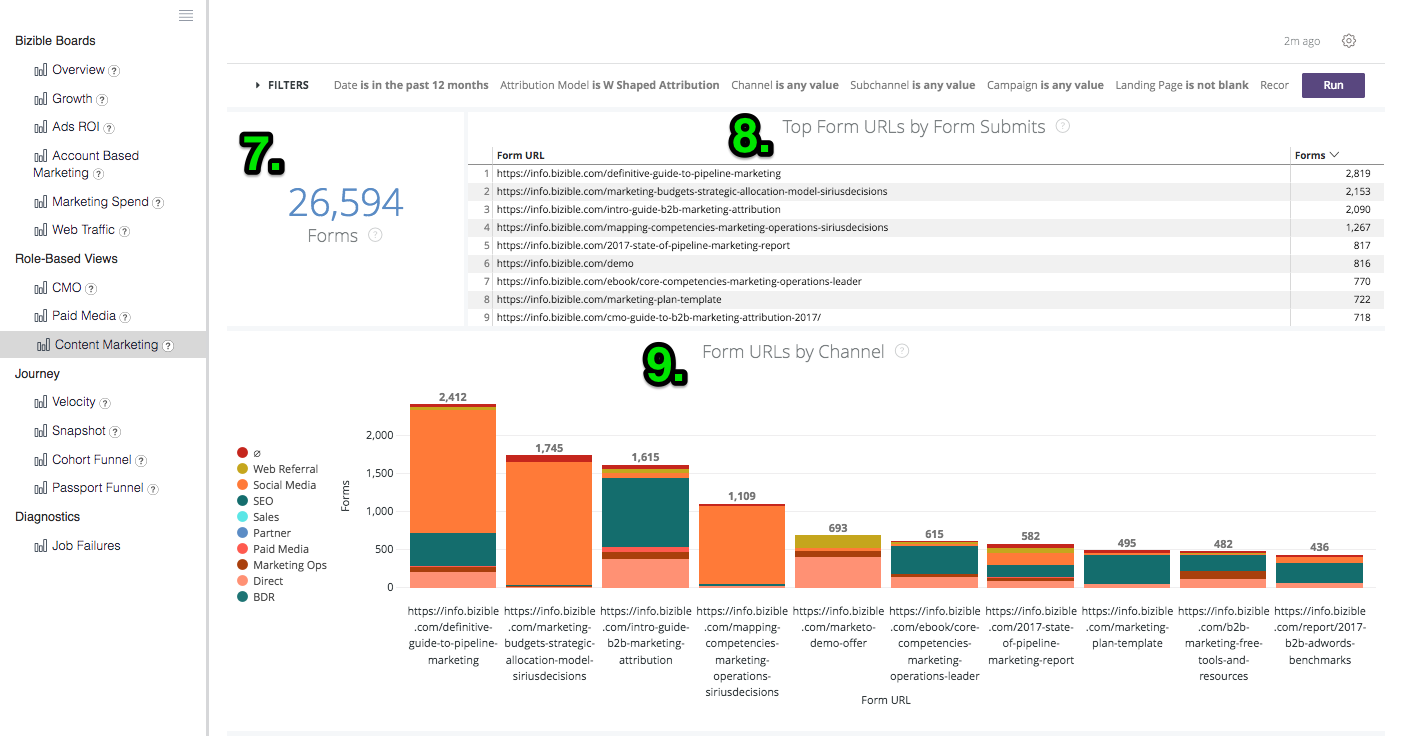 Bizible Boards
Overview ?
Growth ?
Ads ROI ?
Account Based
Marketing ?
Marketing Spend ?
Web Traffic ?
Role-Based Views
CMO ?
Paid Media ?
Content Marketing ?
Journey
Velocity ?
Snapshot ?
Cohort Funnel ?
Passport Funnel ?
Diagnostics
Job Failures
2m ago
FILTERS Date is in the past 12 months Attribution Model is W Shaped Attribution Channel is any value Subchannel is any value Campaign is any value Landing Page is not blank Recor Run
7.
26,594
Forms ?
8.
Top Form URLs by Form Submits ?
Form URL Forms
1 https://info.bizible.com/definitive-guide-to-pipeline-marketing 2,819
2 https://info.bizible.com/marketing-budgets-strategic-allocation-model-siriusdecisions 2,153
3 https://info.bizible.com/intro-guide-b2b-marketing-attribution 2,090
4 https://info.bizible.com/mapping-competencies-marketing-operations-siriusdecisions 1,267
5 https://info.bizible.com/2017-state-of-pipeline-marketing-report 817
6 https://info.bizible.com/demo 816
7 https://info.bizible.com/ebook/core-competencies-marketing-operations-leader 770
8 https://info.bizible.com/marketing-plan-template 722
9 https://info.bizible.com/cmo-guide-to-b2b-marketing-attribution-2017/ 718
9.
Form URLs by Channel ?
∅
Web Referral
Social Media
SEO
Sales
Partner
Paid Media
Marketing Ops
Direct
BDR
Forms
2,000
1,500
1,000
500
0
2,412
1,745
1,615
1,109
693
615
582
495
482
436
https://info.bizible
.com/definitive-
guide-to-pipeline-
marketing
https://info.bizible
.com/marketing-
budgets-strategic-
allocation-model-
siriusdecisions
https://info.bizible
.com/intro-guide-
b2b-marketing-
attribution
https://info.bizible
.com/mapping-
competencies-
marketing-
operations-
siriusdecisions
https://info.bizible
.com/marketo-
demo-offer
https://info.bizible
.com/ebook/core-
competencies-
marketing-
operations-leader
https://info.bizible
.com/2017-state-
of-pipeline-
marketing-report
https://info.bizible
.com/marketing-
plan-template
https://info.bizible
.com/b2b-
marketing-free-
tools-and-
resources
https://info.bizible
.com/report/2017-
b2b-adwords-
benchmarks
Form URL